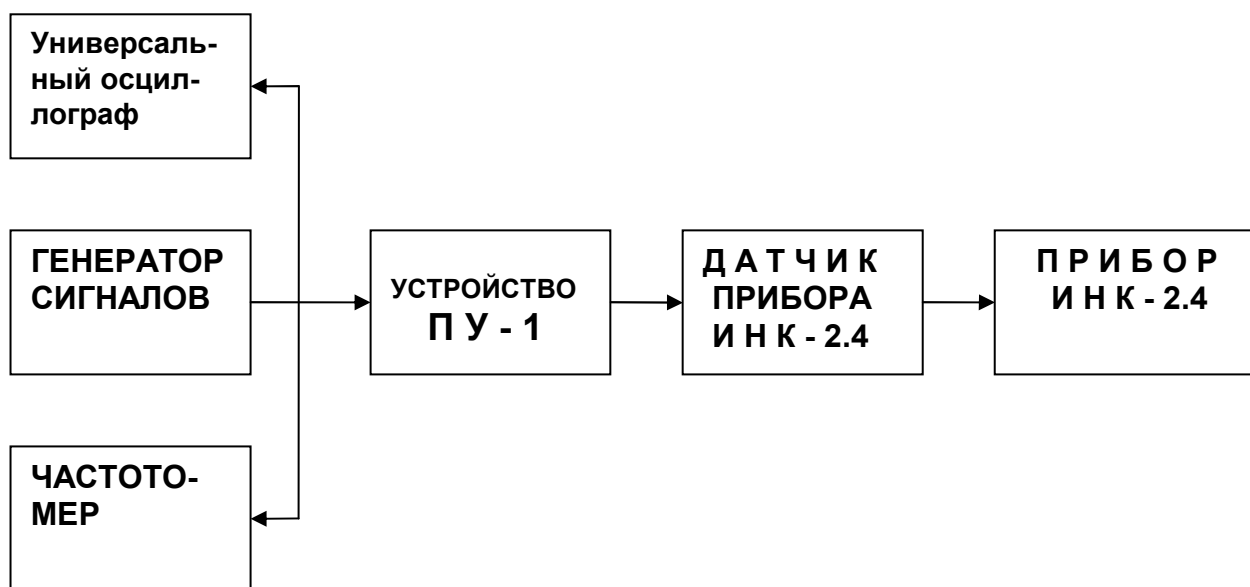 Универсаль-
ный осцил-
лограф
ГЕНЕРАТОР
СИГНАЛОВ
УСТРОЙСТВО
П У - 1
Д А Т Ч И К
ПРИБОРА
И Н К - 2.4
П Р И Б О Р
И Н К - 2.4
ЧАСТОТО-
МЕР